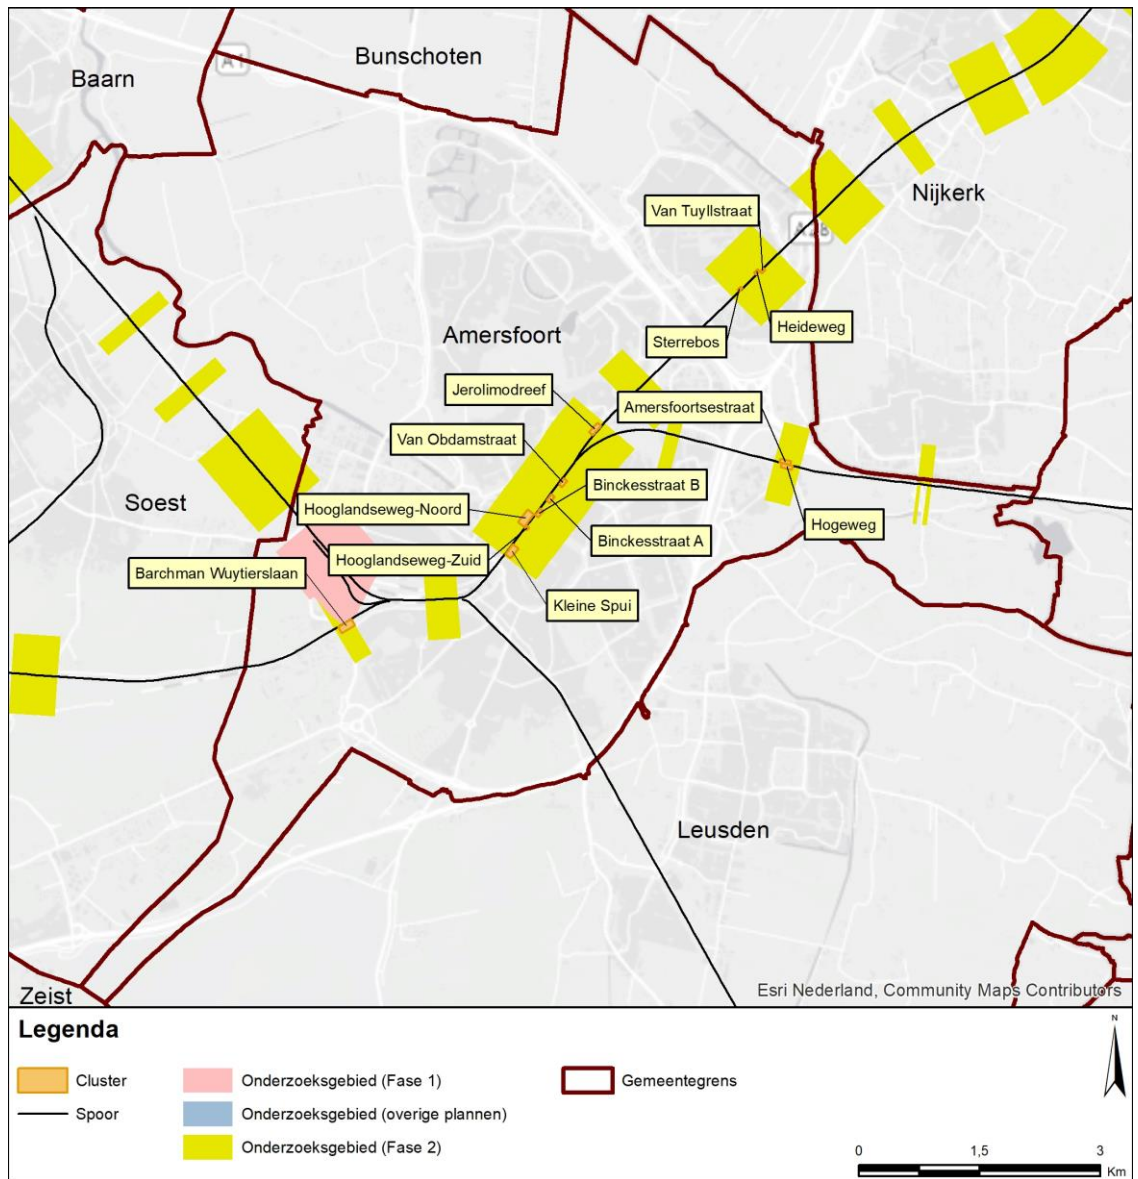 Baarn
A1
Bunschoten
Nijkerk
Van Tuyllstraat
A28
Heideweg
Sterrebos
Amersfoort
Jerolimodreef
Amersfoortsestraat
Van Obdamstraat
Binckesstraat B
Soest
Hooglandseweg-Noord
Hogeweg
Binckesstraat A
Hooglandseweg-Zuid
Barchman Wuytierslaan
Kleine Spui
Leusden
Zeist
Esri Nederland, Community Maps Contributors
Legenda
N
Cluster
Onderzoeksgebied (Fase 1)
Gemeentegrens
Spoor
Onderzoeksgebied (overige plannen)
Onderzoeksgebied (Fase 2)
0 1,5 3
Km